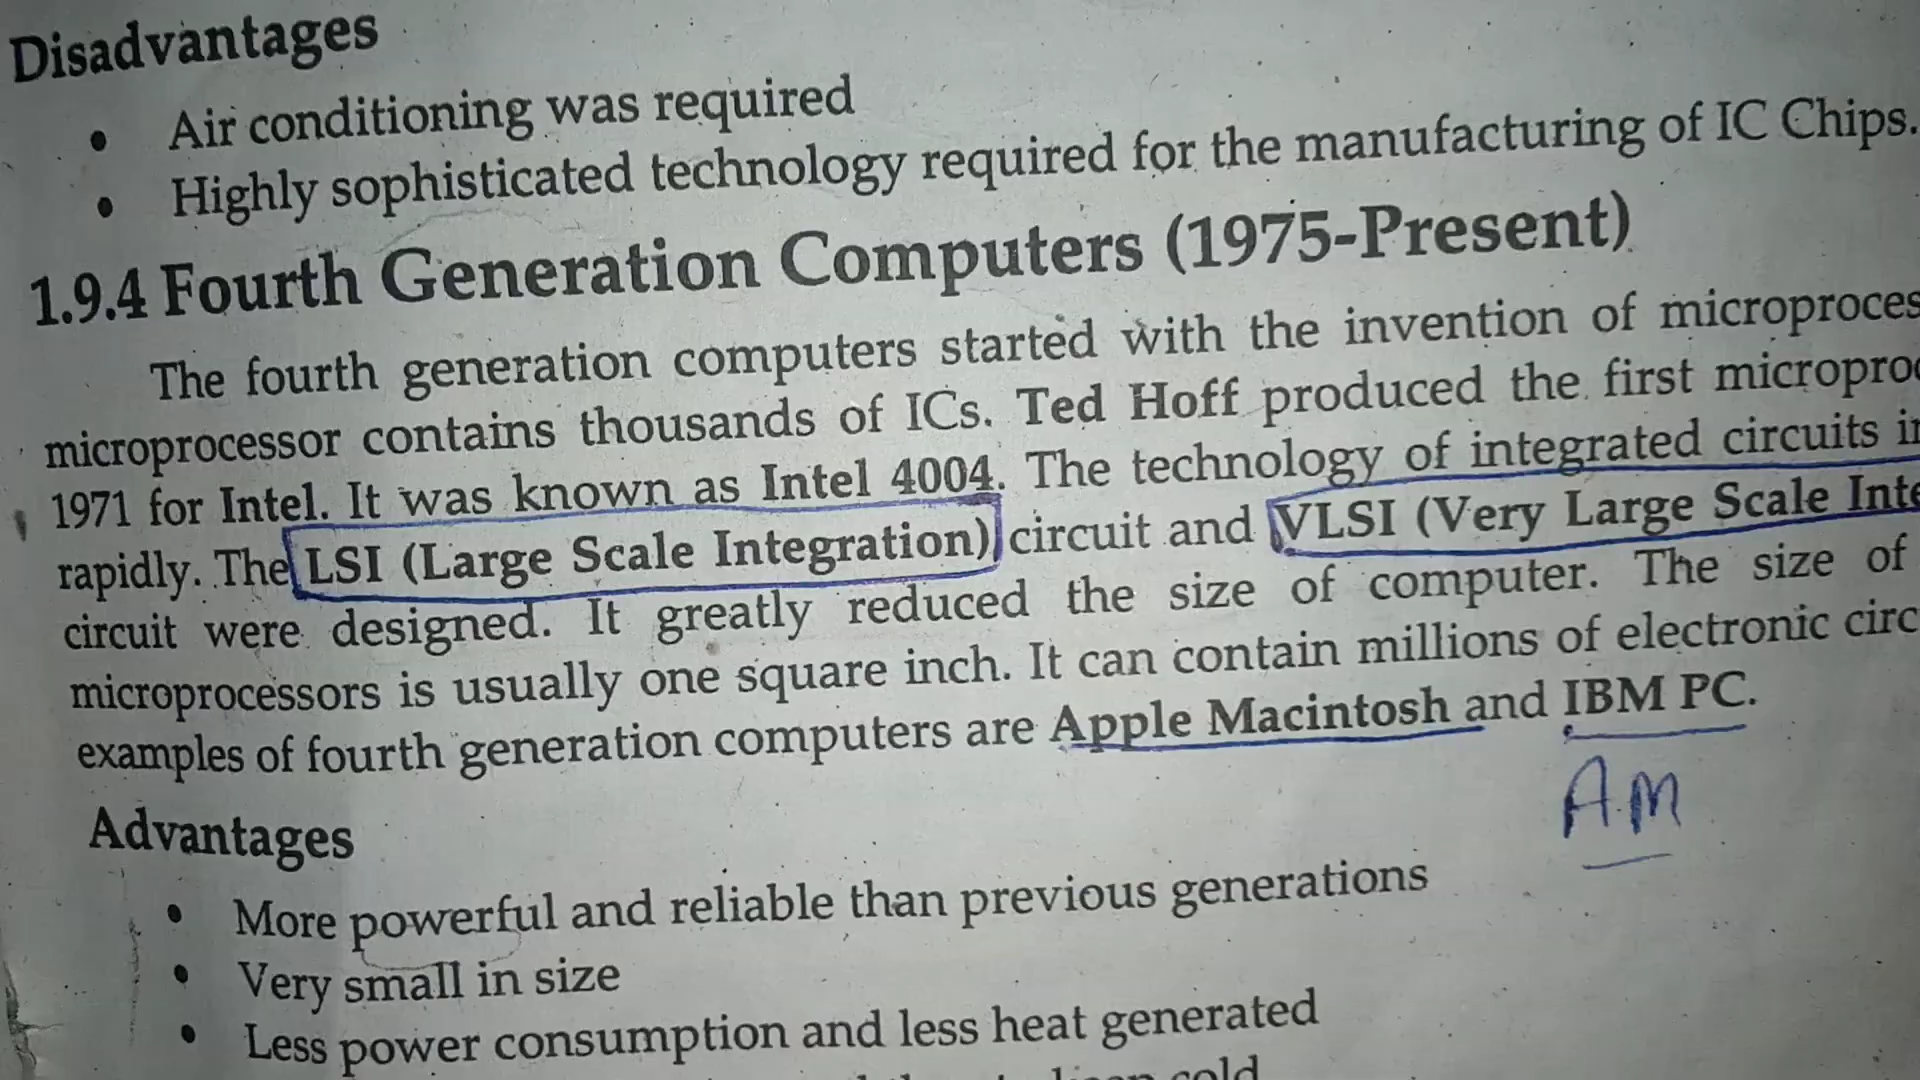 Disadvantages
• Air conditioning was required
• Highly sophisticated technology required for the manufacturing of IC Chips.
1.9.4 Fourth Generation Computers (1975-Present)
The fourth generation computers started with the invention of microproces
microprocessor contains thousands of ICs. Ted Hoff produced the first microproc
1971 for Intel. It was known as Intel 4004. The technology of integrated circuits i
rapidly. The LSI (Large Scale Integration) circuit and VLSI (Very Large Scale Inte
circuit were designed. It greatly reduced the size of computer. The size of
microprocessors is usually one square inch. It can contain millions of electronic circ
examples of fourth generation computers are Apple Macintosh and IBM PC.
A.M
Advantages
• More powerful and reliable than previous generations
• Very small in size
• Less power consumption and less heat generated
cold